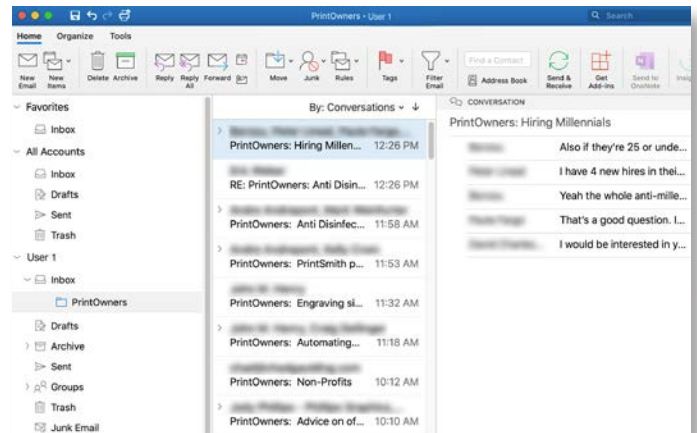 PrintOwners • User 1
Search
Home Organize Tools
New Email
New Items
Delete
Archive
Reply
Reply All
Forward
Move
Junk
Rules
Tags
Filter Email
Find a Contact
Address Book
Send & Receive
Get Add-ins
Send to OneNote
Favorites
Inbox
All Accounts
Inbox
Drafts
Sent
Trash
User 1
Inbox
PrintOwners
Drafts
Archive
Sent
Groups
Trash
Junk Email
By: Conversations
PrintOwners: Hiring Millen... 12:26 PM
RE: PrintOwners: Anti Disin... 12:26 PM
PrintOwners: Anti Disinfec... 11:58 AM
PrintOwners: PrintSmith p... 11:53 AM
PrintOwners: Engraving si... 11:32 AM
PrintOwners: Automating... 11:18 AM
PrintOwners: Non-Profits 10:12 AM
PrintOwners: Advice on of... 10:10 AM
CONVERSATION
PrintOwners: Hiring Millennials
Also if they're 25 or unde...
I have 4 new hires in thei...
Yeah the whole anti-mille...
That's a good question. I...
I would be interested in y...